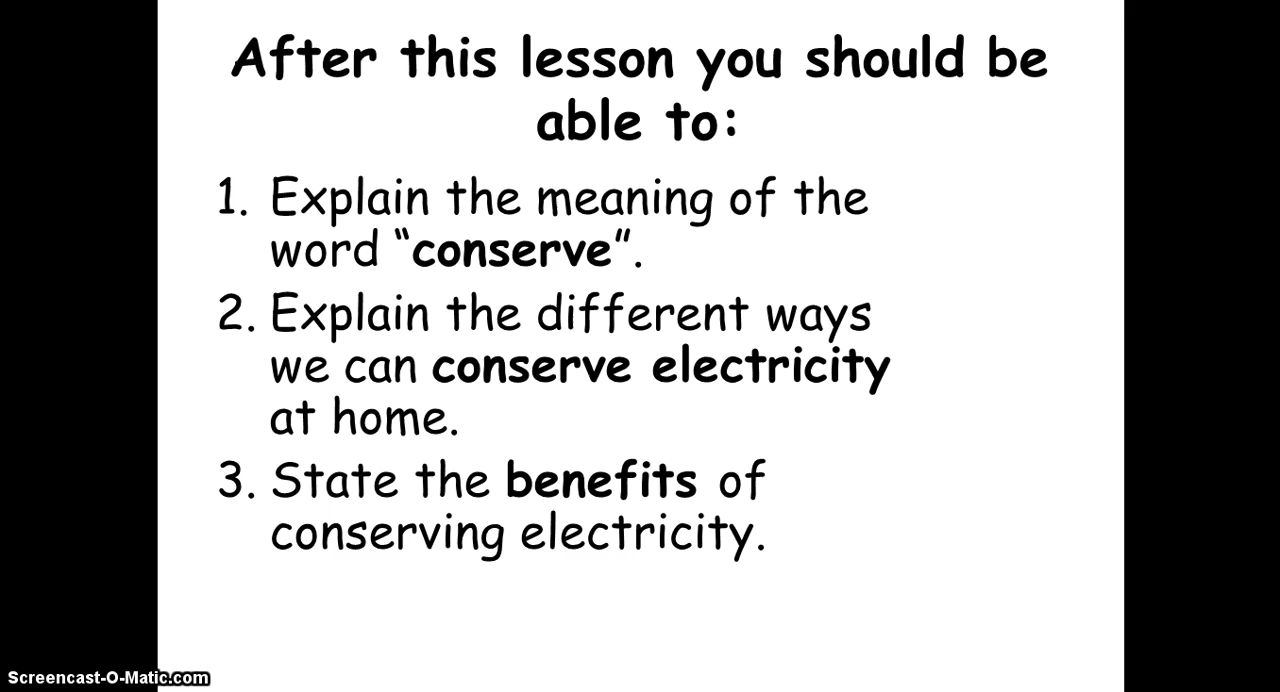 After this lesson you should be
able to:
1. Explain the meaning of the
word “conserve”.
2. Explain the different ways
we can conserve electricity
at home.
3. State the benefits of
conserving electricity.
Screencast-O-Matic.com